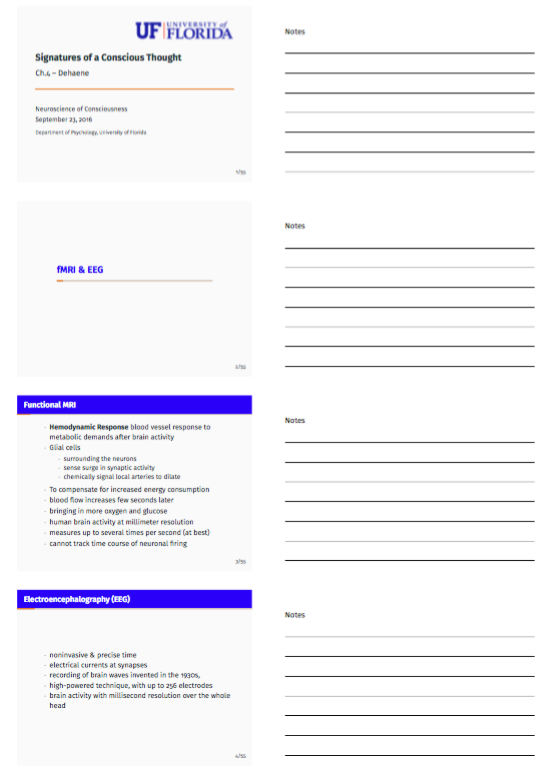 UF UNIVERSITY of
FLORIDA
Signatures of a Conscious Thought
Ch.4 – Dehaene
Neuroscience of Consciousness
September 23, 2016
Department of Psychology, University of Florida
1/55
Notes
fMRI & EEG
2/55
Notes
Functional MRI
· Hemodynamic Response blood vessel response to
metabolic demands after brain activity
· Glial cells
· surrounding the neurons
· sense surge in synaptic activity
· chemically signal local arteries to dilate
· To compensate for increased energy consumption
· blood flow increases few seconds later
· bringing in more oxygen and glucose
· human brain activity at millimeter resolution
· measures up to several times per second (at best)
· cannot track time course of neuronal firing
3/55
Notes
Electroencephalography (EEG)
· noninvasive & precise time
· electrical currents at synapses
· recording of brain waves invented in the 1930s,
· high-powered technique, with up to 256 electrodes
· brain activity with millisecond resolution over the whole
head
4/55
Notes